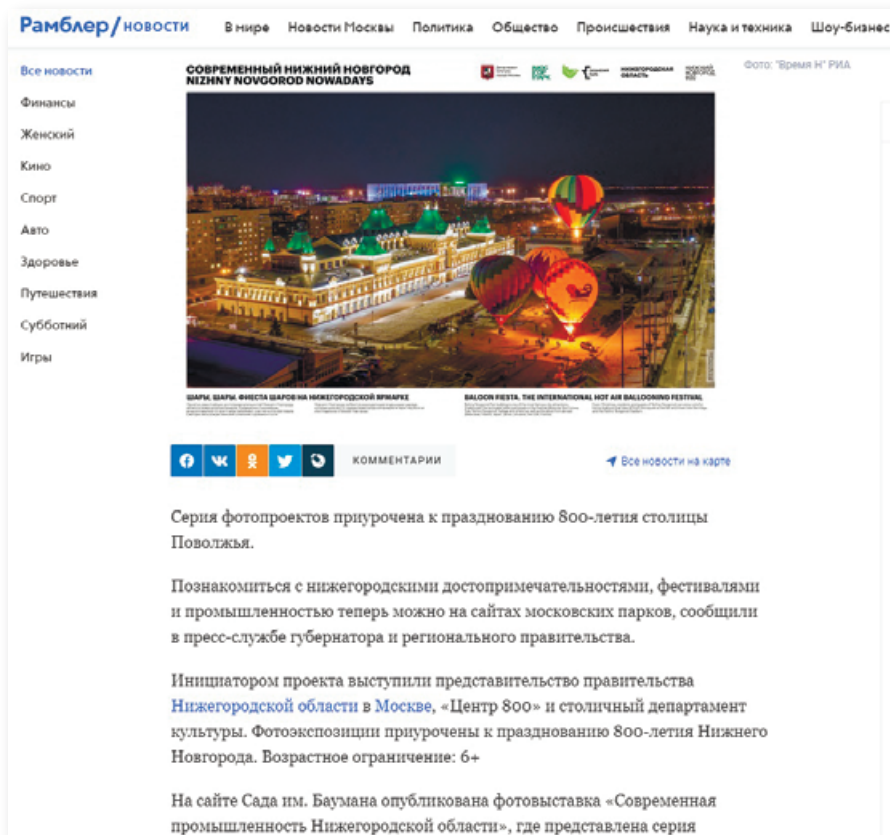 Рамблер/новости
В мире Новости Москвы Политика Общество Происшествия Наука и техника Шоу-бизнес
Все новости
Финансы
Женский
Кино
Спорт
Авто
Здоровье
Путешествия
Субботний
Игры
СОВРЕМЕННЫЙ НИЖНИЙ НОВГОРОД
NIZHNY NOVGOROD NOWADAYS
НИЖЕГОРОДСКАЯ
ОБЛАСТЬ
Фото: "Время Н" РИА
ШАРЫ, ШАРЫ. ФИЕСТА ШАРОВ НА НИЖЕГОРОДСКОЙ ЯРМАРКЕ
BALOON FIESTA. THE INTERNATIONAL HOT AIR BALLOONING FESTIVAL
КОММЕНТАРИИ
Все новости на карте
Серия фотопроектов приурочена к празднованию 800-летия столицы
Поволжья.
Познакомиться с нижегородскими достопримечательностями, фестивалями
и промышленностью теперь можно на сайтах московских парков, сообщили
в пресс-службе губернатора и регионального правительства.
Инициатором проекта выступили представительство правительства
Нижегородской области в Москве, «Центр 800» и столичный департамент
культуры. Фотоэкспозиции приурочены к празднованию 800-летия Нижнего
Новгорода. Возрастное ограничение: 6+
На сайте Сада им. Баумана опубликована фотовыставка «Современная
промышленность Нижегородской области», где представлена серия